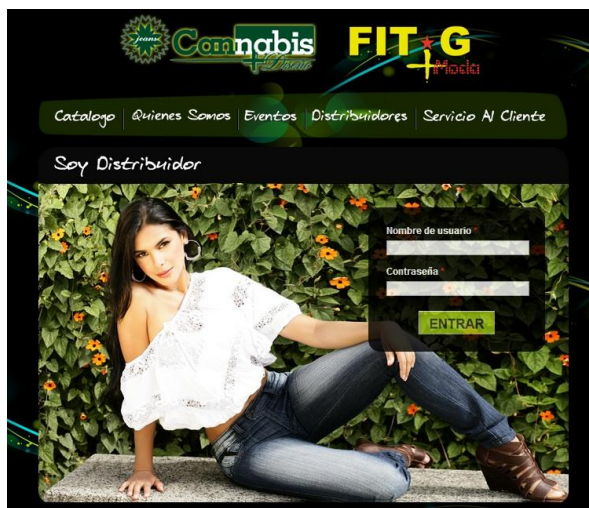 jeans
Cannabis
+Diseño
FIT★G
+Moda
Catalogo
Quienes Somos
Eventos
Distribuidores
Servicio Al Cliente
Soy Distribuidor
Nombre de usuario *
Contraseña *
ENTRAR